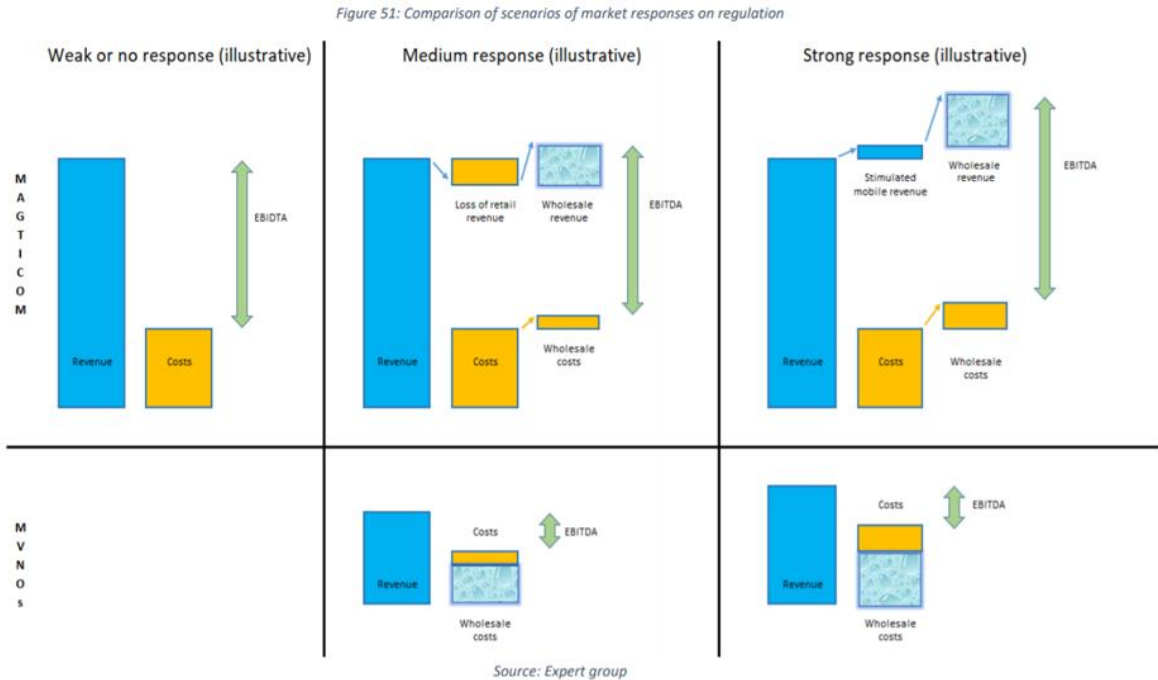 Figure 51: Comparison of scenarios of market responses on regulation
Weak or no response (illustrative)
Medium response (illustrative)
Strong response (illustrative)
M
A
G
T
I
C
O
M
Revenue
Costs
EBIDTA
Revenue
Loss of retail
revenue
Wholesale
revenue
Costs
Wholesale
costs
EBITDA
Revenue
Stimulated
mobile revenue
Wholesale
revenue
Costs
Wholesale
costs
EBITDA
M
V
N
O
s
Revenue
Costs
Wholesale
costs
EBITDA
Revenue
Costs
Wholesale
costs
EBITDA
Source: Expert group